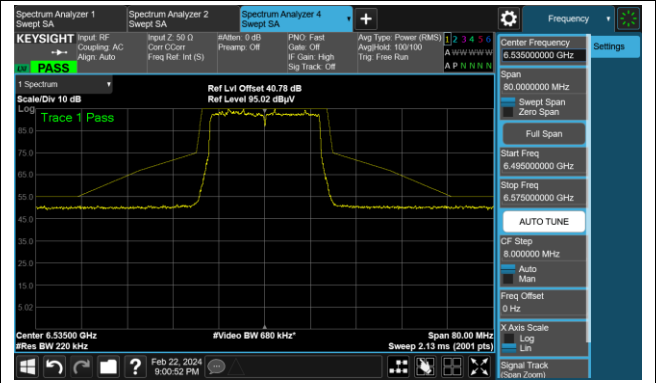 Spectrum Analyzer 1
Swept SA
Spectrum Analyzer 2
Swept SA
Spectrum Analyzer 4
Swept SA
Frequency
KEYSIGHT
Input: RF
Coupling: AC
Align: Auto
Input Z: 50 Ω
Corr CCorr
Freq Ref: Int (S)
#Atten: 0 dB
Preamp: Off
PNO: Fast
Gate: Off
IF Gain: High
Sig Track: Off
Avg Type: Power (RMS)
Avg|Hold: 100/100
Trig: Free Run
1 2 3 4 5 6
A W W W W W
A P N N N N
LXI
PASS
1 Spectrum
Scale/Div 10 dB
Log
Ref Lvl Offset 40.78 dB
Ref Level 95.02 dBµV
Trace 1 Pass
85.0
75.0
65.0
55.0
45.0
35.0
25.0
15.0
5.02
Center 6.53500 GHz
#Res BW 220 kHz
#Video BW 680 kHz*
Span 80.00 MHz
Sweep 2.13 ms (2001 pts)
Feb 22, 2024
9:00:52 PM
Center Frequency
6.535000000 GHz
Settings
Span
80.0000000 MHz
Swept Span
Zero Span
Full Span
Start Freq
6.495000000 GHz
Stop Freq
6.575000000 GHz
AUTO TUNE
CF Step
8.000000 MHz
Auto
Man
Freq Offset
0 Hz
X Axis Scale
Log
Lin
Signal Track
(Span Zoom)